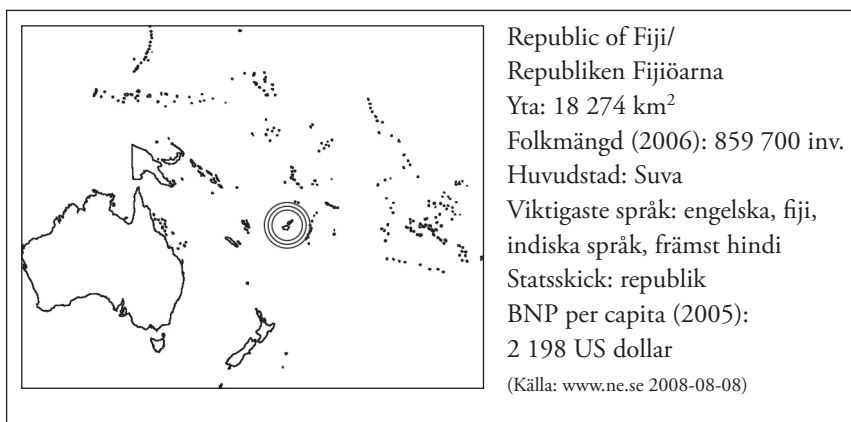 Republic of Fiji/
Republiken Fijiöarna
Yta: 18 274 km²
Folkmängd (2006): 859 700 inv.
Huvudstad: Suva
Viktigaste språk: engelska, fiji,
indiska språk, främst hindi
Statsskick: republik
BNP per capita (2005):
2 198 US dollar
(Källa: www.ne.se 2008-08-08)